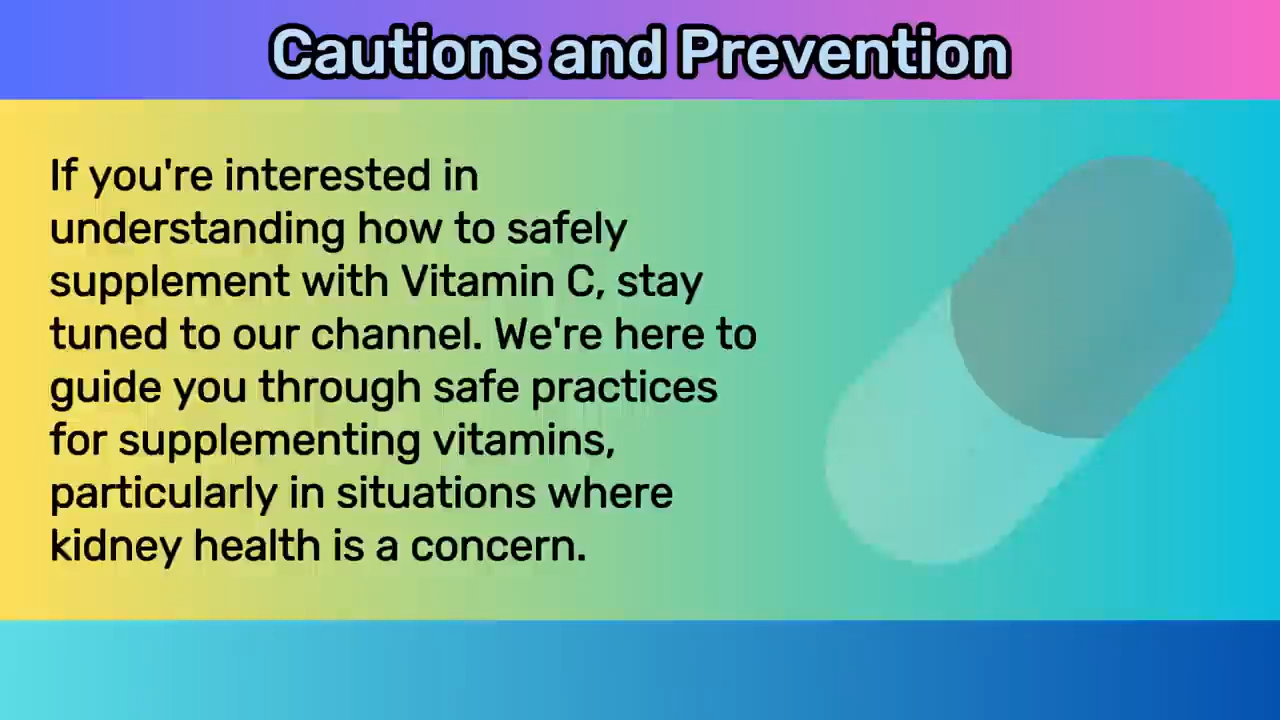 Cautions and Prevention
If you're interested in
understanding how to safely
supplement with Vitamin C, stay
tuned to our channel. We're here to
guide you through safe practices
for supplementing vitamins,
particularly in situations where
kidney health is a concern.